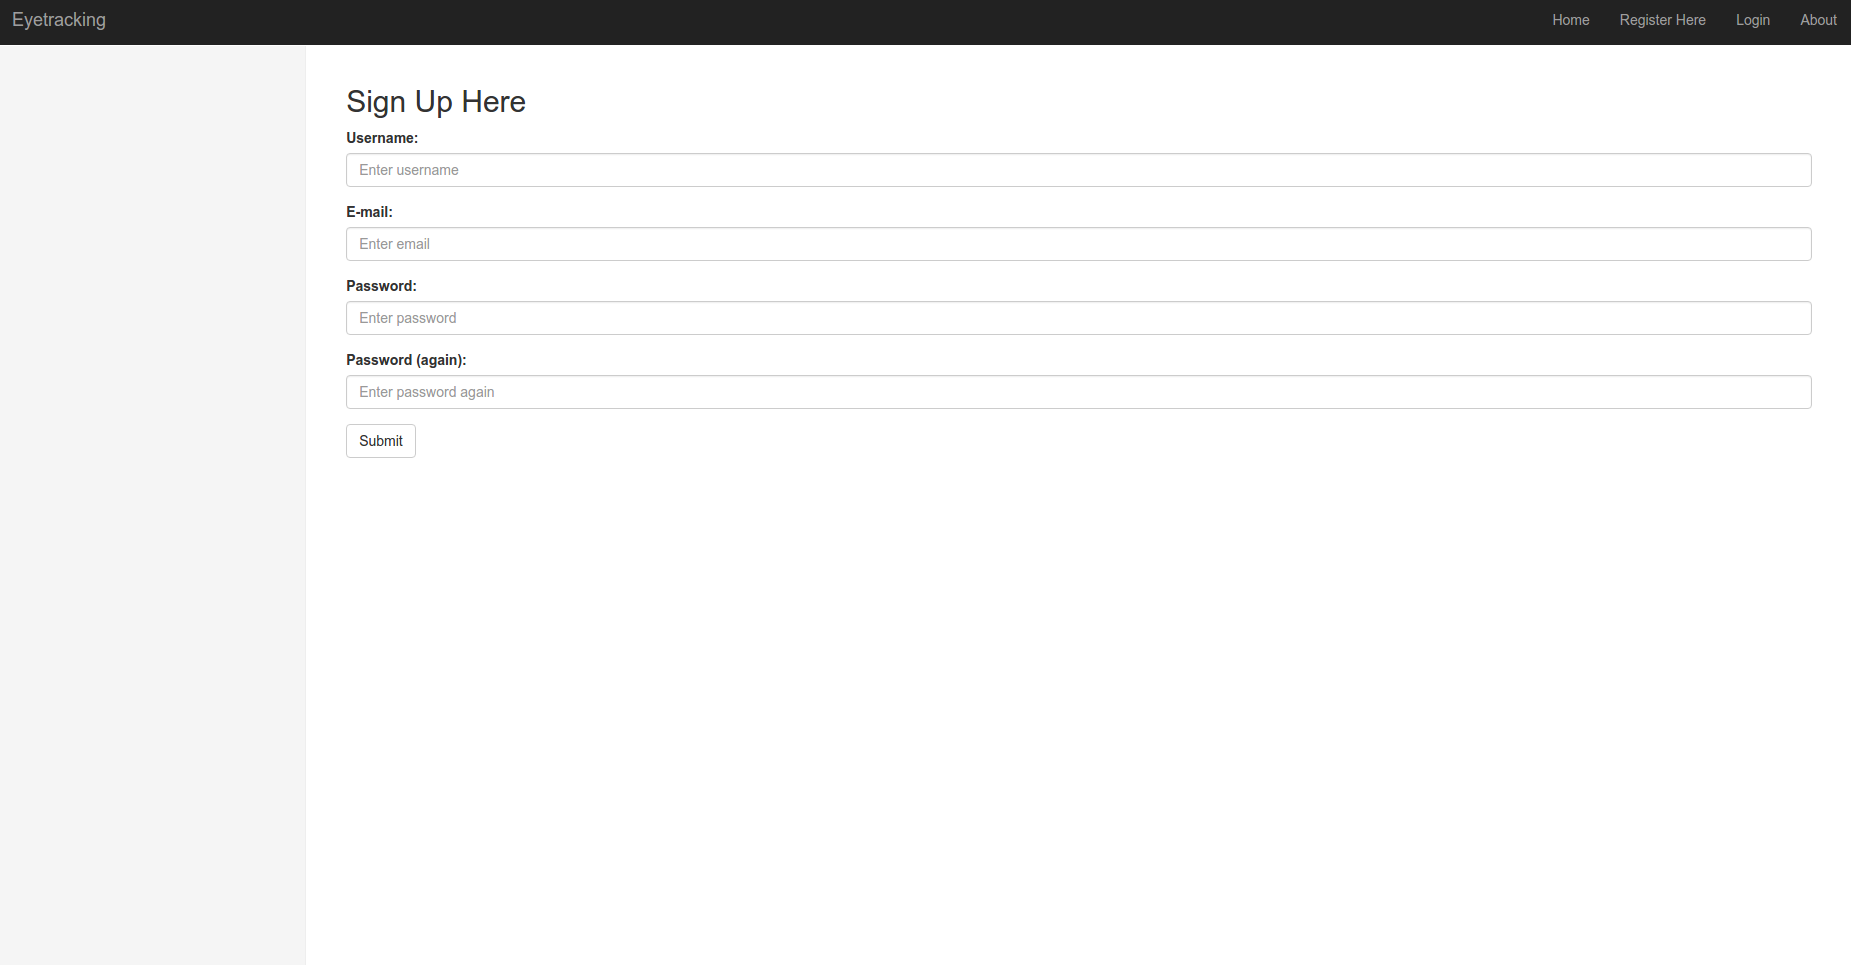 Eyetracking
Home Register Here Login About
Sign Up Here
Username:
Enter username
E-mail:
Enter email
Password:
Enter password
Password (again):
Enter password again
Submit